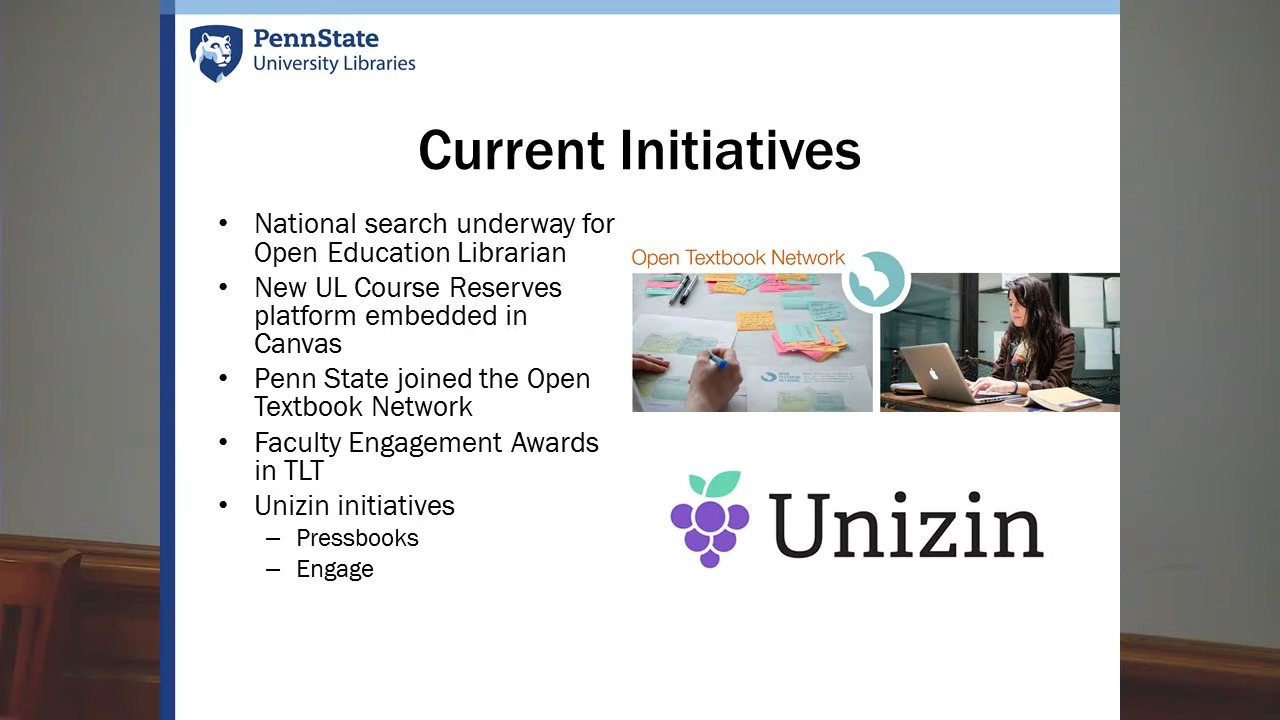 PennState
University Libraries
Current Initiatives
• National search underway for
Open Education Librarian
• New UL Course Reserves
platform embedded in
Canvas
• Penn State joined the Open
Textbook Network
• Faculty Engagement Awards
in TLT
• Unizin initiatives
– Pressbooks
– Engage
Open Textbook Network
Unizin